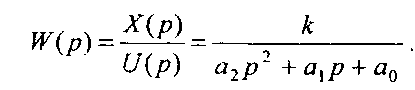 W(p) = X(p)/U(p) = k/(a₂p² + a₁p + a₀).